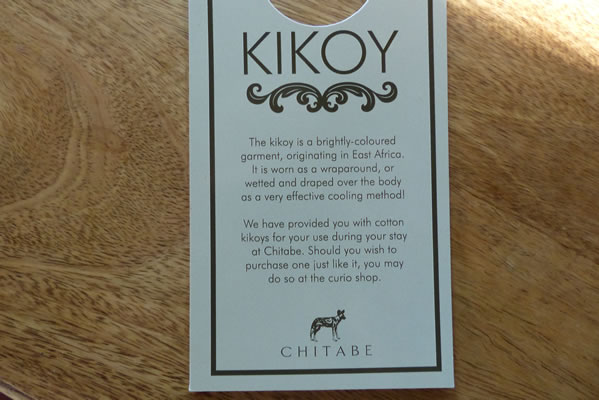 KIKOY
The kikoy is a brightly-coloured
garment, originating in East Africa.
It is worn as a wraparound, or
wetted and draped over the body
as a very effective cooling method!
We have provided you with cotton
kikoys for your use during your stay
at Chitabe. Should you wish to
purchase one just like it, you may
do so at the curio shop.
CHITABE